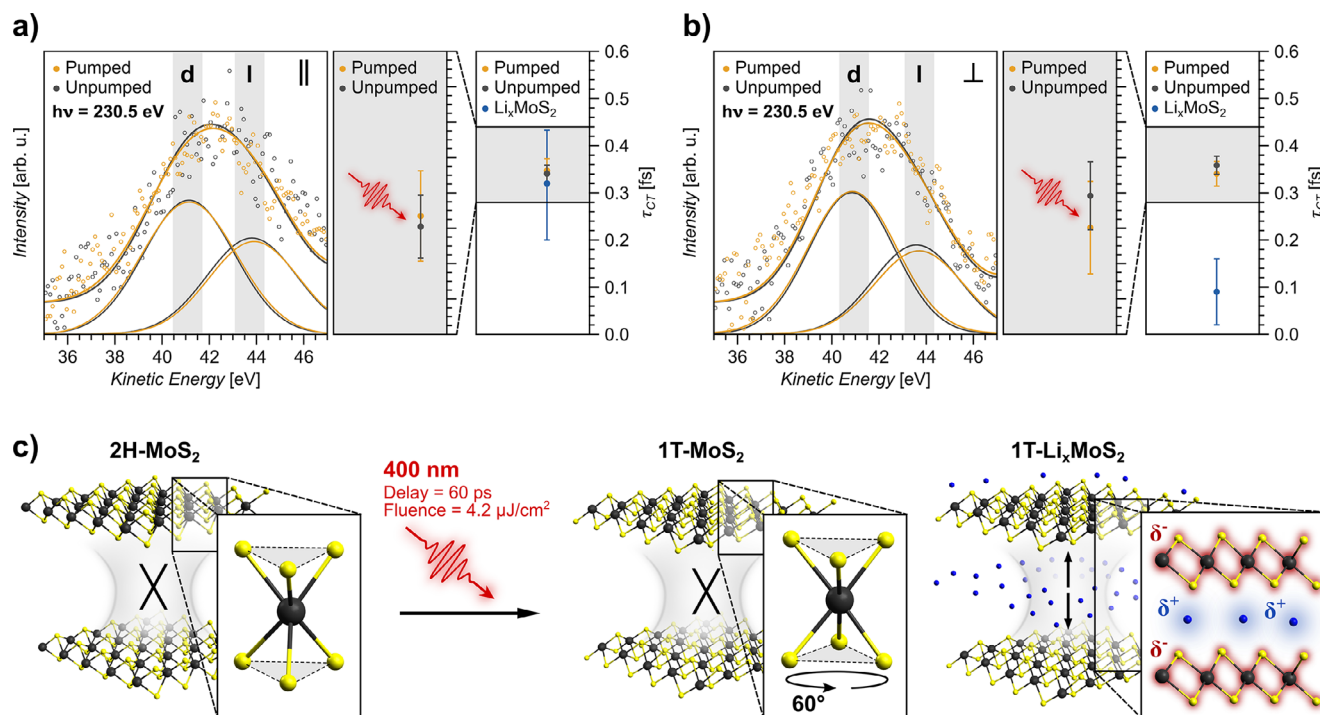 a)
Intensity [arb. u.]
Pumped
Unpumped
hν = 230.5 eV
d
l
||
36 38 40 42 44 46
Kinetic Energy [eV]
Pumped
Unpumped
Pumped
Unpumped
LiₓMoS₂
0.6
0.5
0.4
0.3
0.2
0.1
0.0
τCT [fs]
b)
Intensity [arb. u.]
Pumped
Unpumped
hν = 230.5 eV
d
l
⊥
36 38 40 42 44 46
Kinetic Energy [eV]
Pumped
Unpumped
Pumped
Unpumped
LiₓMoS₂
0.6
0.5
0.4
0.3
0.2
0.1
0.0
τCT [fs]
c)
2H-MoS₂
400 nm
Delay = 60 ps
Fluence = 4.2 µJ/cm²
1T-MoS₂
60°
1T-LiₓMoS₂
δ⁻
δ⁺ δ⁺
δ⁻